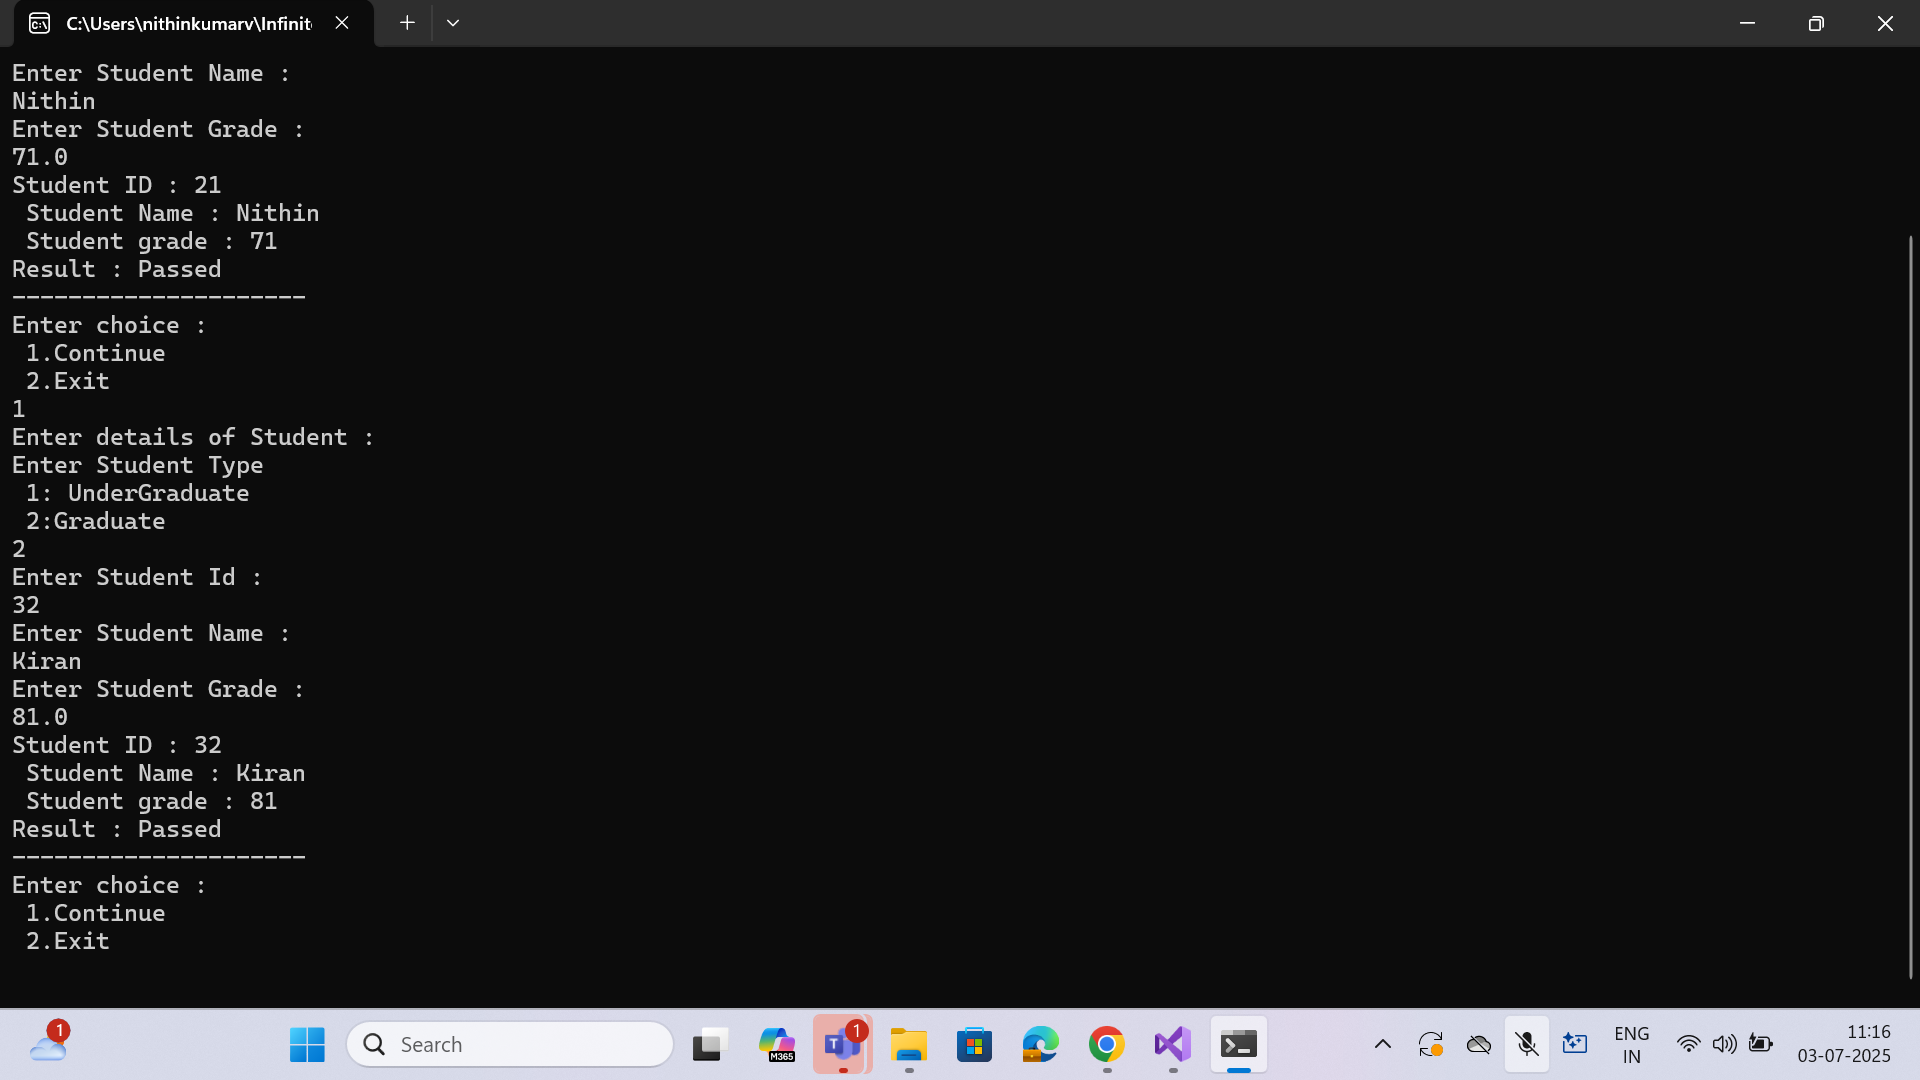 C:\Users\nithinkumarv\Infinit
Enter Student Name :
Nithin
Enter Student Grade :
71.0
Student ID : 21
Student Name : Nithin
Student grade : 71
Result : Passed
---------------------
Enter choice :
1.Continue
2.Exit
1
Enter details of Student :
Enter Student Type
1: UnderGraduate
2:Graduate
2
Enter Student Id :
32
Enter Student Name :
Kiran
Enter Student Grade :
81.0
Student ID : 32
Student Name : Kiran
Student grade : 81
Result : Passed
---------------------
Enter choice :
1.Continue
2.Exit
1
Search
M365
T
1
ENG
IN
11:16
03-07-2025